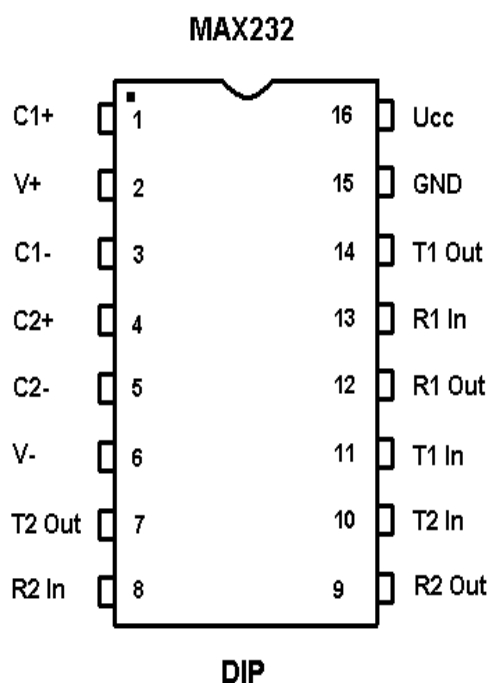 MAX232
C1+ 1 16 Ucc
V+ 2 15 GND
C1- 3 14 T1 Out
C2+ 4 13 R1 In
C2- 5 12 R1 Out
V- 6 11 T1 In
T2 Out 7 10 T2 In
R2 In 8 9 R2 Out
DIP